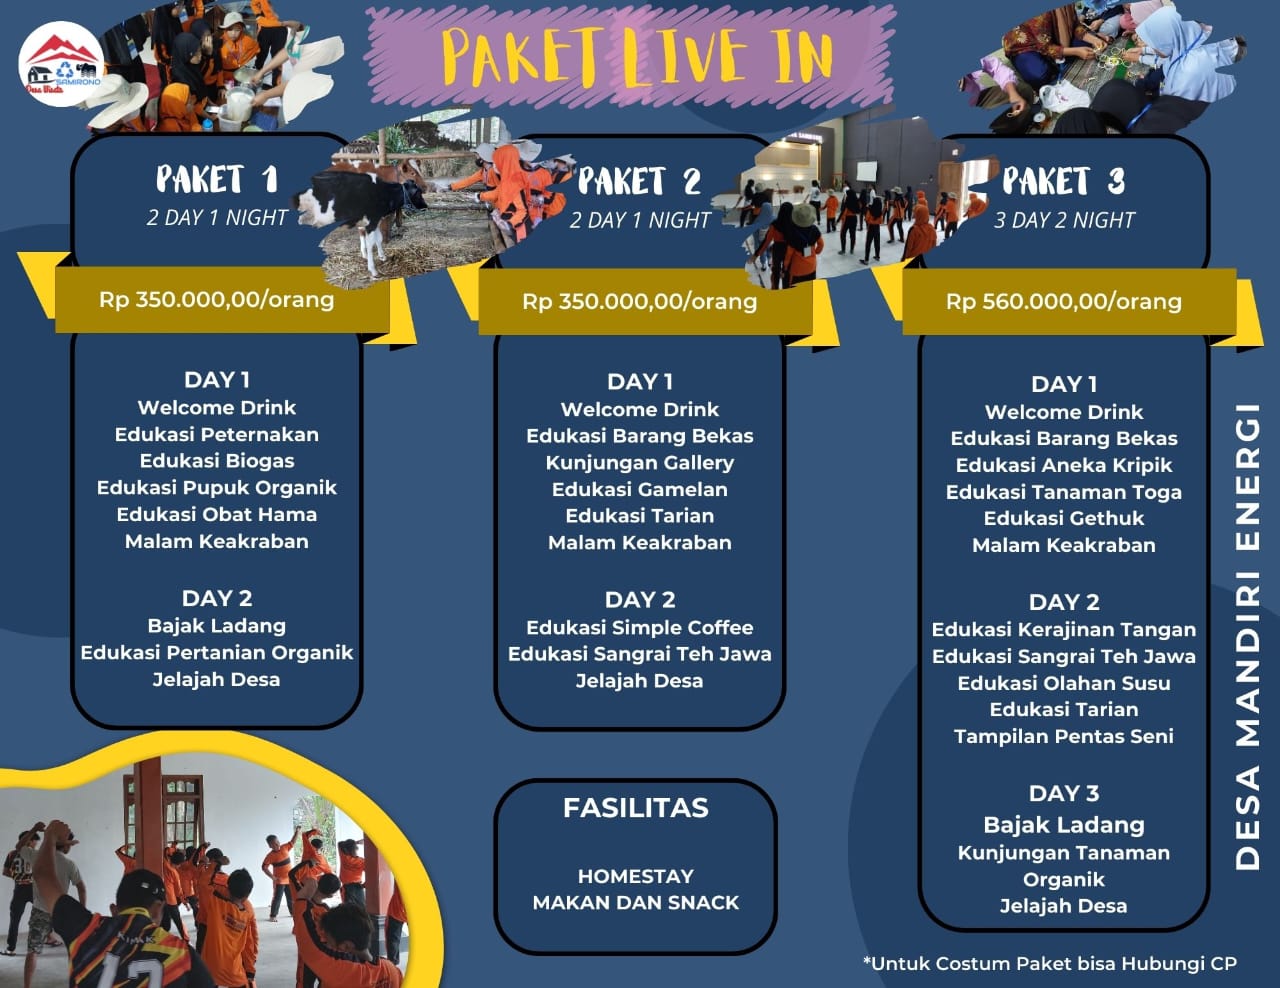 PAKET LIVE IN
SAMIRONO
Desa Wisata
PAKET 1
2 DAY 1 NIGHT
Rp 350.000,00/orang
DAY 1
Welcome Drink
Edukasi Peternakan
Edukasi Biogas
Edukasi Pupuk Organik
Edukasi Obat Hama
Malam Keakraban
DAY 2
Bajak Ladang
Edukasi Pertanian Organik
Jelajah Desa
PAKET 2
2 DAY 1 NIGHT
Rp 350.000,00/orang
DAY 1
Welcome Drink
Edukasi Barang Bekas
Kunjungan Gallery
Edukasi Gamelan
Edukasi Tarian
Malam Keakraban
DAY 2
Edukasi Simple Coffee
Edukasi Sangrai Teh Jawa
Jelajah Desa
FASILITAS
HOMESTAY
MAKAN DAN SNACK
PAKET 3
3 DAY 2 NIGHT
Rp 560.000,00/orang
DAY 1
Welcome Drink
Edukasi Barang Bekas
Edukasi Aneka Kripik
Edukasi Tanaman Toga
Edukasi Gethuk
Malam Keakraban
DAY 2
Edukasi Kerajinan Tangan
Edukasi Sangrai Teh Jawa
Edukasi Olahan Susu
Edukasi Tarian
Tampilan Pentas Seni
DAY 3
Bajak Ladang
Kunjungan Tanaman
Organik
Jelajah Desa
DESA MANDIRI ENERGI
*Untuk Costum Paket bisa Hubungi CP